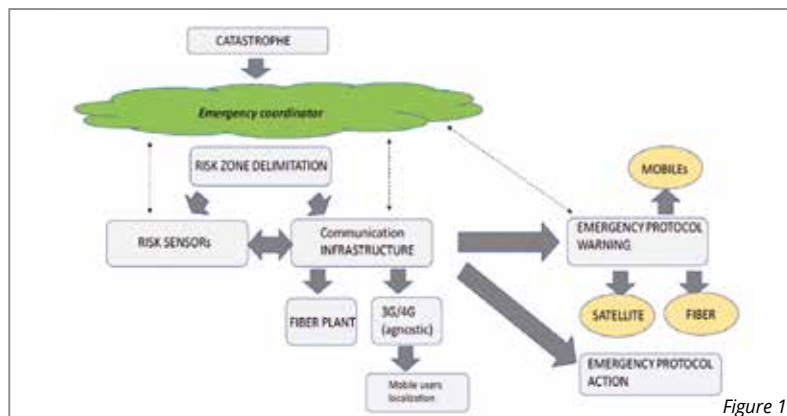 CATASTROPHE
Emergency coordinator
RISK ZONE DELIMITATION
MOBILEs
RISK SENSORs
Communication
INFRASTRUCTURE
EMERGENCY PROTOCOL
WARNING
FIBER PLANT
3G/4G
(agnostic)
SATELLITE
FIBER
Mobile users
localization
EMERGENCY PROTOCOL
ACTION
Figure 1